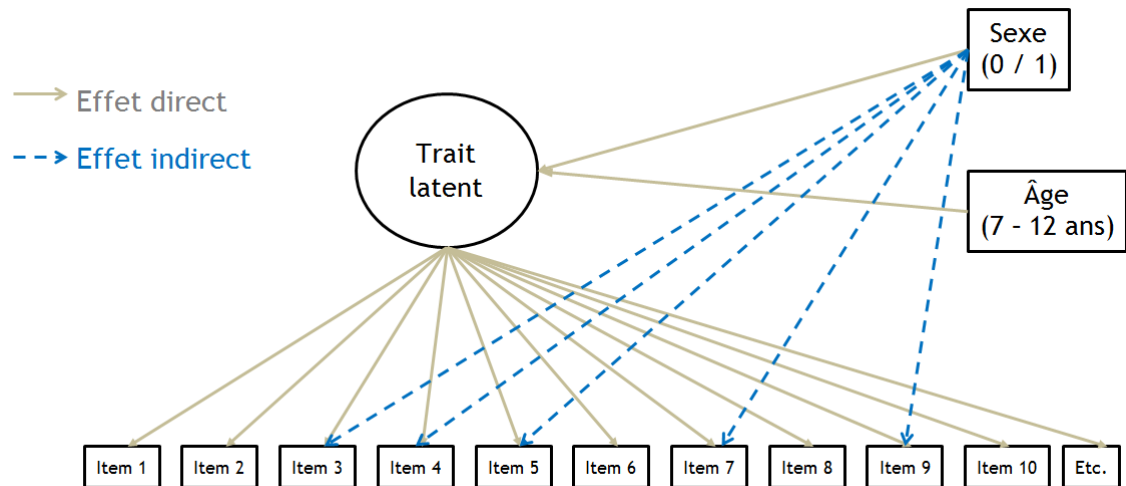 Sexe
(0 / 1)
Effet direct
Effet indirect
Trait
latent
Âge
(7 - 12 ans)
Item 1
Item 2
Item 3
Item 4
Item 5
Item 6
Item 7
Item 8
Item 9
Item 10
Etc.